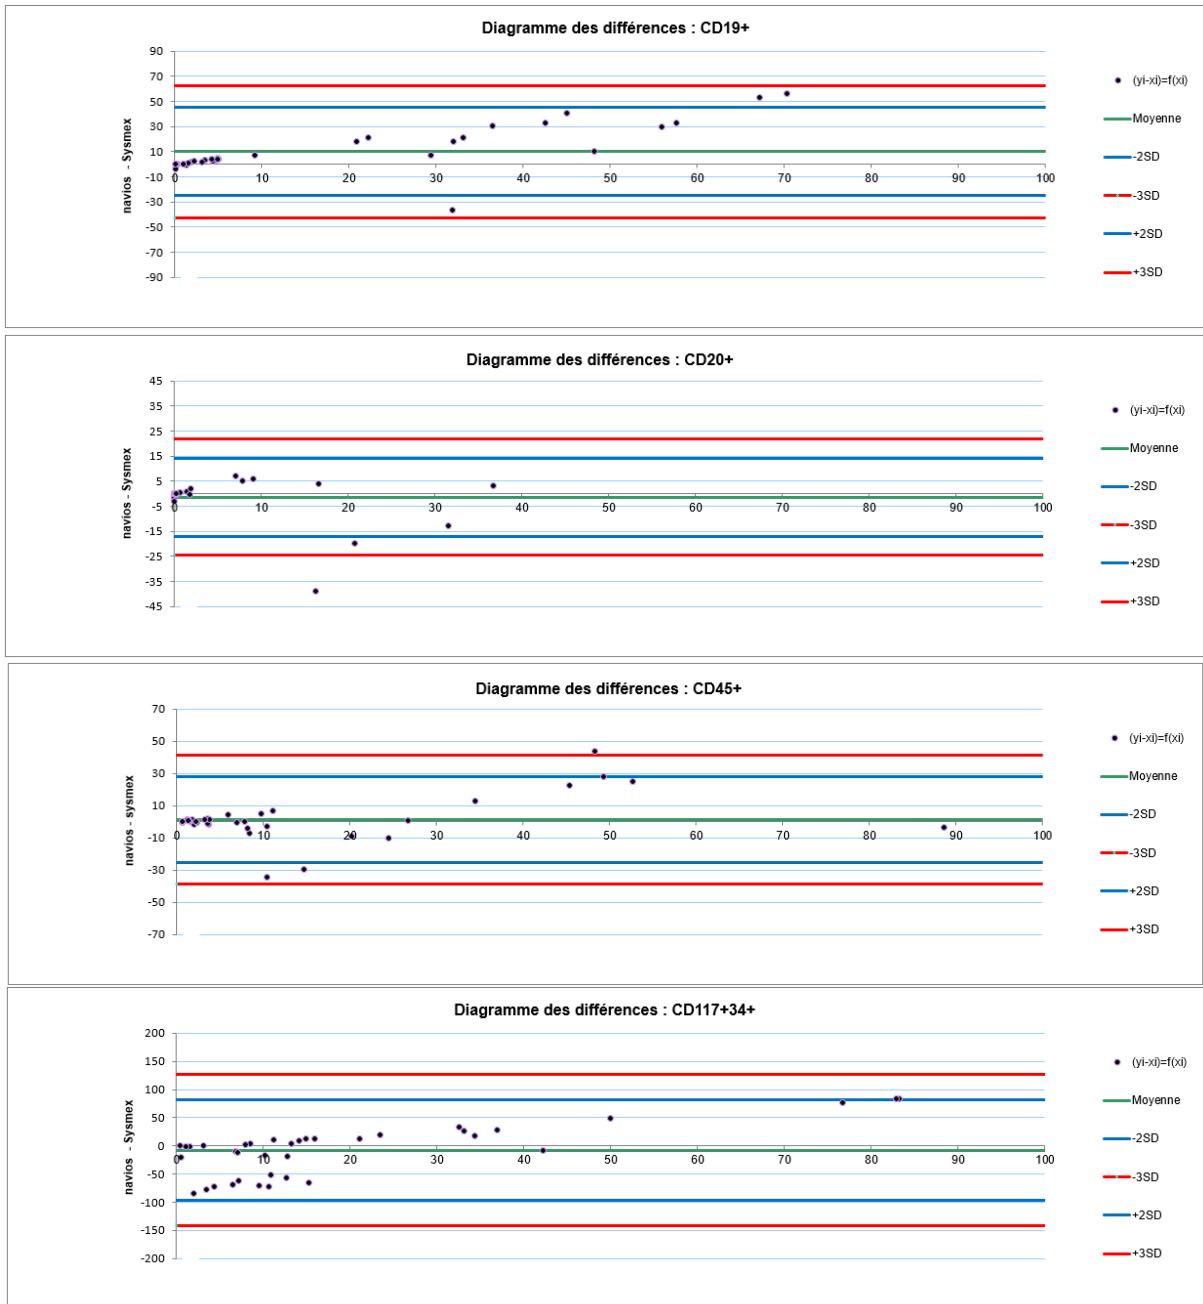 Diagramme des différences : CD19+
navios - Sysmex
90
70
50
30
10
-10
-30
-50
-70
-90
0 10 20 30 40 50 60 70 80 90 100
(yi-xi)=f(xi)
Moyenne
-2SD
-3SD
+2SD
+3SD
Diagramme des différences : CD20+
navios - Sysmex
45
35
25
15
5
-5
-15
-25
-35
-45
0 10 20 30 40 50 60 70 80 90 100
(yi-xi)=f(xi)
Moyenne
-2SD
-3SD
+2SD
+3SD
Diagramme des différences : CD45+
navios - sysmex
70
50
30
10
-10
-30
-50
-70
0 10 20 30 40 50 60 70 80 90 100
(yi-xi)=f(xi)
Moyenne
-2SD
-3SD
+2SD
+3SD
Diagramme des différences : CD117+34+
navios - Sysmex
200
150
100
50
0
-50
-100
-150
-200
0 10 20 30 40 50 60 70 80 90 100
(yi-xi)=f(xi)
Moyenne
-2SD
-3SD
+2SD
+3SD